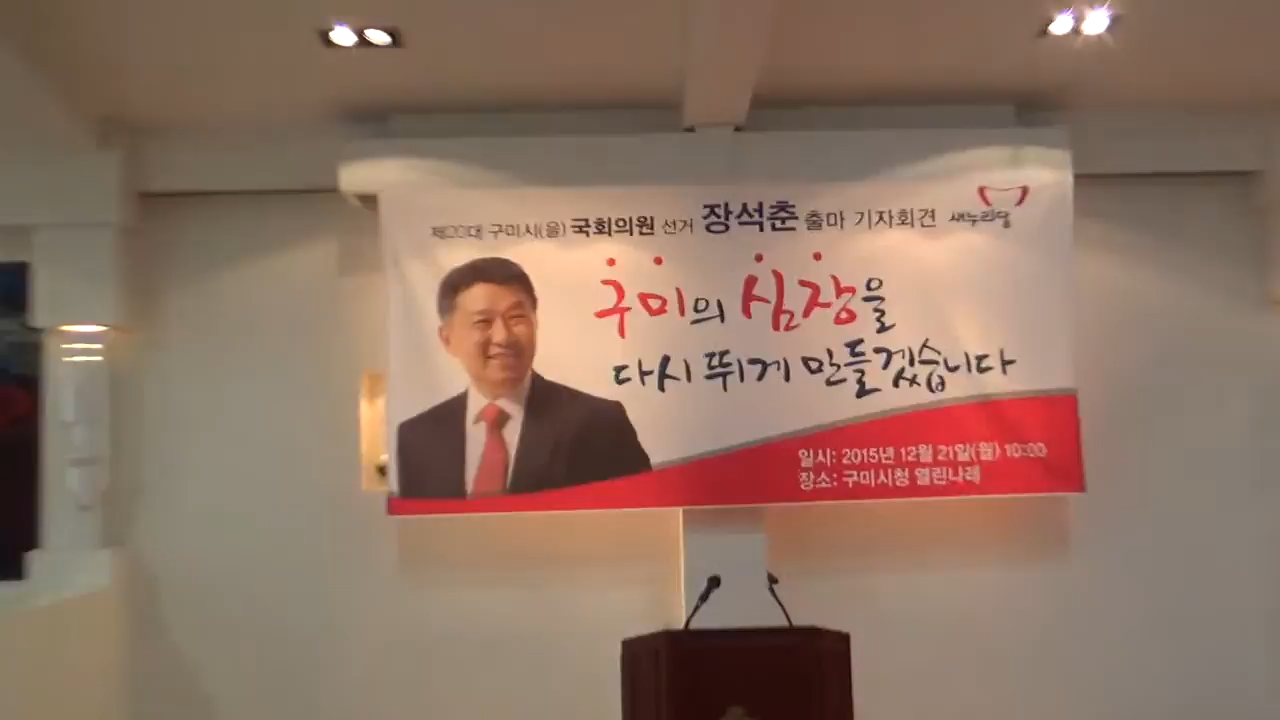 제20대 구미시(을) 국회의원 선거 장석춘 출마 기자회견 새누리당
구미의 심장을
다시 뛰게 만들겠습니다
일시: 2015년 12월 21일(월) 10:00
장소: 구미시청 열린나래